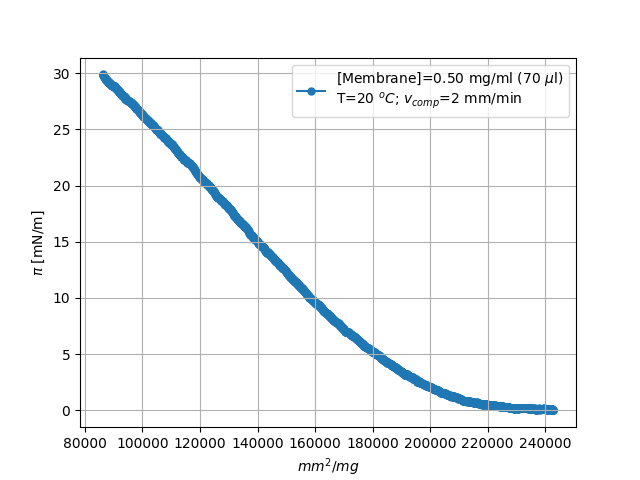 [Membrane]=0.50 mg/ml (70 μl)
T=20 °C; v_comp=2 mm/min
30
25
20
15
10
5
0
π [mN/m]
80000 100000 120000 140000 160000 180000 200000 220000 240000
mm²/mg